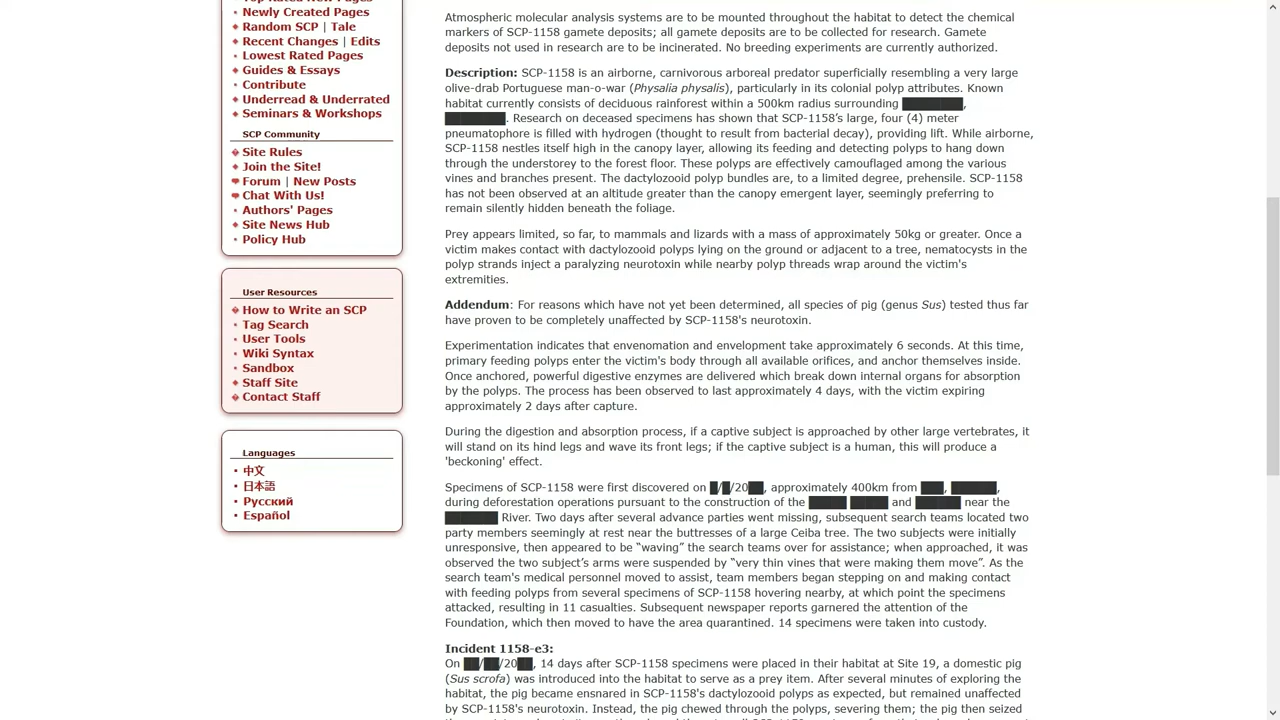 Newly Created Pages
Random SCP | Tale
Recent Changes | Edits
Lowest Rated Pages
Guides & Essays
Contribute
Underread & Underrated
Seminars & Workshops
SCP Community
Site Rules
Join the Site!
Forum | New Posts
Chat With Us!
Authors' Pages
Site News Hub
Policy Hub
User Resources
How to Write an SCP
Tag Search
User Tools
Wiki Syntax
Sandbox
Staff Site
Contact Staff
Languages
中文
日本語
Русский
Español
Atmospheric molecular analysis systems are to be mounted throughout the habitat to detect the chemical
markers of SCP-1158 gamete deposits; all gamete deposits are to be collected for research. Gamete
deposits not used in research are to be incinerated. No breeding experiments are currently authorized.
Description: SCP-1158 is an airborne, carnivorous arboreal predator superficially resembling a very large
olive-drab Portuguese man-o-war (Physalia physalis), particularly in its colonial polyp attributes. Known
habitat currently consists of deciduous rainforest within a 500km radius surrounding ████████,
████████. Research on deceased specimens has shown that SCP-1158’s large, four (4) meter
pneumatophore is filled with hydrogen (thought to result from bacterial decay), providing lift. While airborne,
SCP-1158 nestles itself high in the canopy layer, allowing its feeding and detecting polyps to hang down
through the understorey to the forest floor. These polyps are effectively camouflaged among the various
vines and branches present. The dactylozooid polyp bundles are, to a limited degree, prehensile. SCP-1158
has not been observed at an altitude greater than the canopy emergent layer, seemingly preferring to
remain silently hidden beneath the foliage.
Prey appears limited, so far, to mammals and lizards with a mass of approximately 50kg or greater. Once a
victim makes contact with dactylozooid polyps lying on the ground or adjacent to a tree, nematocysts in the
polyp strands inject a paralyzing neurotoxin while nearby polyp threads wrap around the victim's
extremities.
Addendum: For reasons which have not yet been determined, all species of pig (genus Sus) tested thus far
have proven to be completely unaffected by SCP-1158's neurotoxin.
Experimentation indicates that envenomation and envelopment take approximately 6 seconds. At this time,
primary feeding polyps enter the victim's body through all available orifices, and anchor themselves inside.
Once anchored, powerful digestive enzymes are delivered which break down internal organs for absorption
by the polyps. The process has been observed to last approximately 4 days, with the victim expiring
approximately 2 days after capture.
During the digestion and absorption process, if a captive subject is approached by other large vertebrates, it
will stand on its hind legs and wave its front legs; if the captive subject is a human, this will produce a
'beckoning' effect.
Specimens of SCP-1158 were first discovered on █/█/20██, approximately 400km from ███, ██████,
during deforestation operations pursuant to the construction of the █████ █████ and ██████ near the
███████ River. Two days after several advance parties went missing, subsequent search teams located two
party members seemingly at rest near the buttresses of a large Ceiba tree. The two subjects were initially
unresponsive, then appeared to be “waving” the search teams over for assistance; when approached, it was
observed the two subject’s arms were suspended by “very thin vines that were making them move”. As the
search team's medical personnel moved to assist, team members began stepping on and making contact
with feeding polyps from several specimens of SCP-1158 hovering nearby, at which point the specimens
attacked, resulting in 11 casualties. Subsequent newspaper reports garnered the attention of the
Foundation, which then moved to have the area quarantined. 14 specimens were taken into custody.
Incident 1158-e3:
On ██/██/20██, 14 days after SCP-1158 specimens were placed in their habitat at Site 19, a domestic pig
(Sus scrofa) was introduced into the habitat to serve as a prey item. After several minutes of exploring the
habitat, the pig became ensnared in SCP-1158's dactylozooid polyps as expected, but remained unaffected
by SCP-1158's neurotoxin. Instead, the pig chewed through the polyps, severing them; the pig then seized